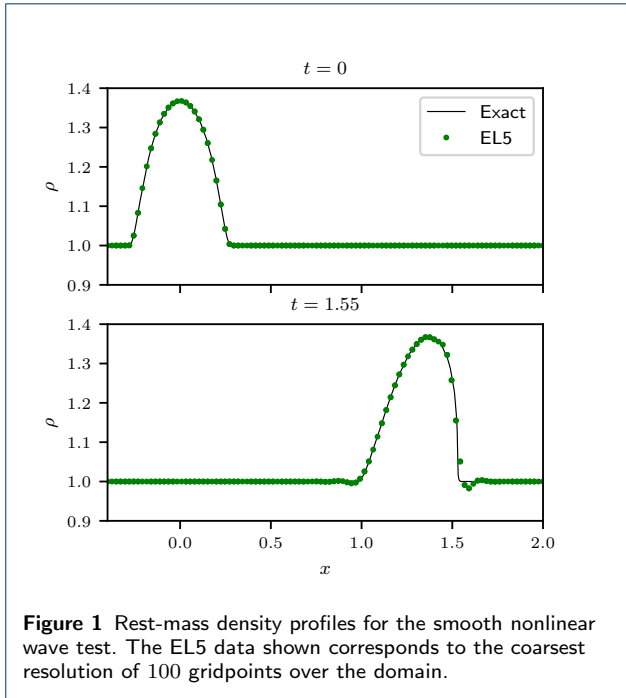 t = 0
1.4
1.3
1.2
1.1
1.0
0.9
ρ
Exact
EL5
t = 1.55
1.4
1.3
1.2
1.1
1.0
0.9
ρ
0.0 0.5 1.0 1.5 2.0
x
Figure 1 Rest-mass density profiles for the smooth nonlinear
wave test. The EL5 data shown corresponds to the coarsest
resolution of 100 gridpoints over the domain.